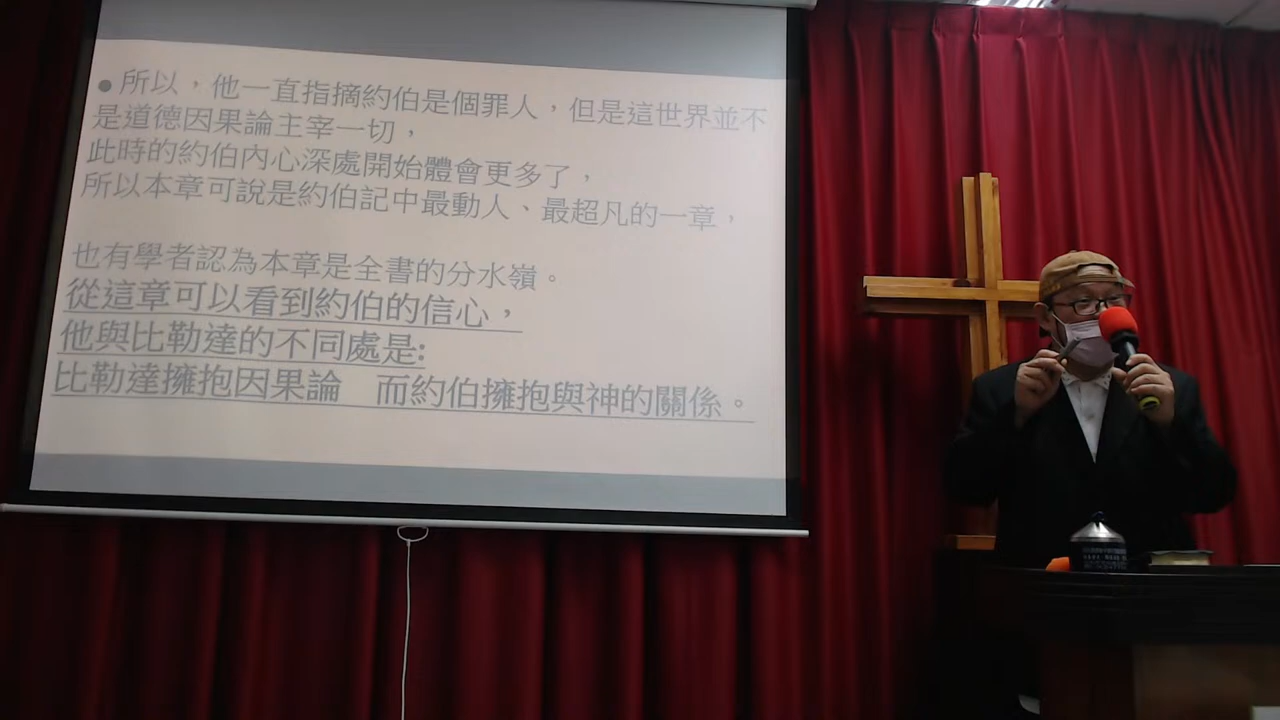 ● 所以，他一直指摘約伯是個罪人，但是這世界並不
是道德因果論主宰一切，
此時的約伯內心深處開始體會更多了，
所以本章可說是約伯記中最動人、最超凡的一章，
也有學者認為本章是全書的分水嶺。
從這章可以看到約伯的信心，
他與比勒達的不同處是:
比勒達擁抱因果論　而約伯擁抱與神的關係。